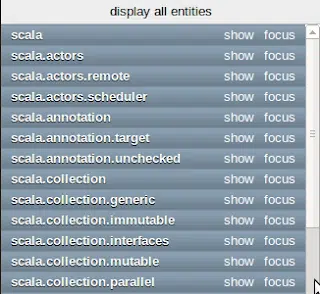 display all entities
scala show focus
scala.actors show focus
scala.actors.remote show focus
scala.actors.scheduler show focus
scala.annotation show focus
scala.annotation.target show focus
scala.annotation.unchecked show focus
scala.collection show focus
scala.collection.generic show focus
scala.collection.immutable show focus
scala.collection.interfaces show focus
scala.collection.mutable show focus
scala.collection.parallel show focus